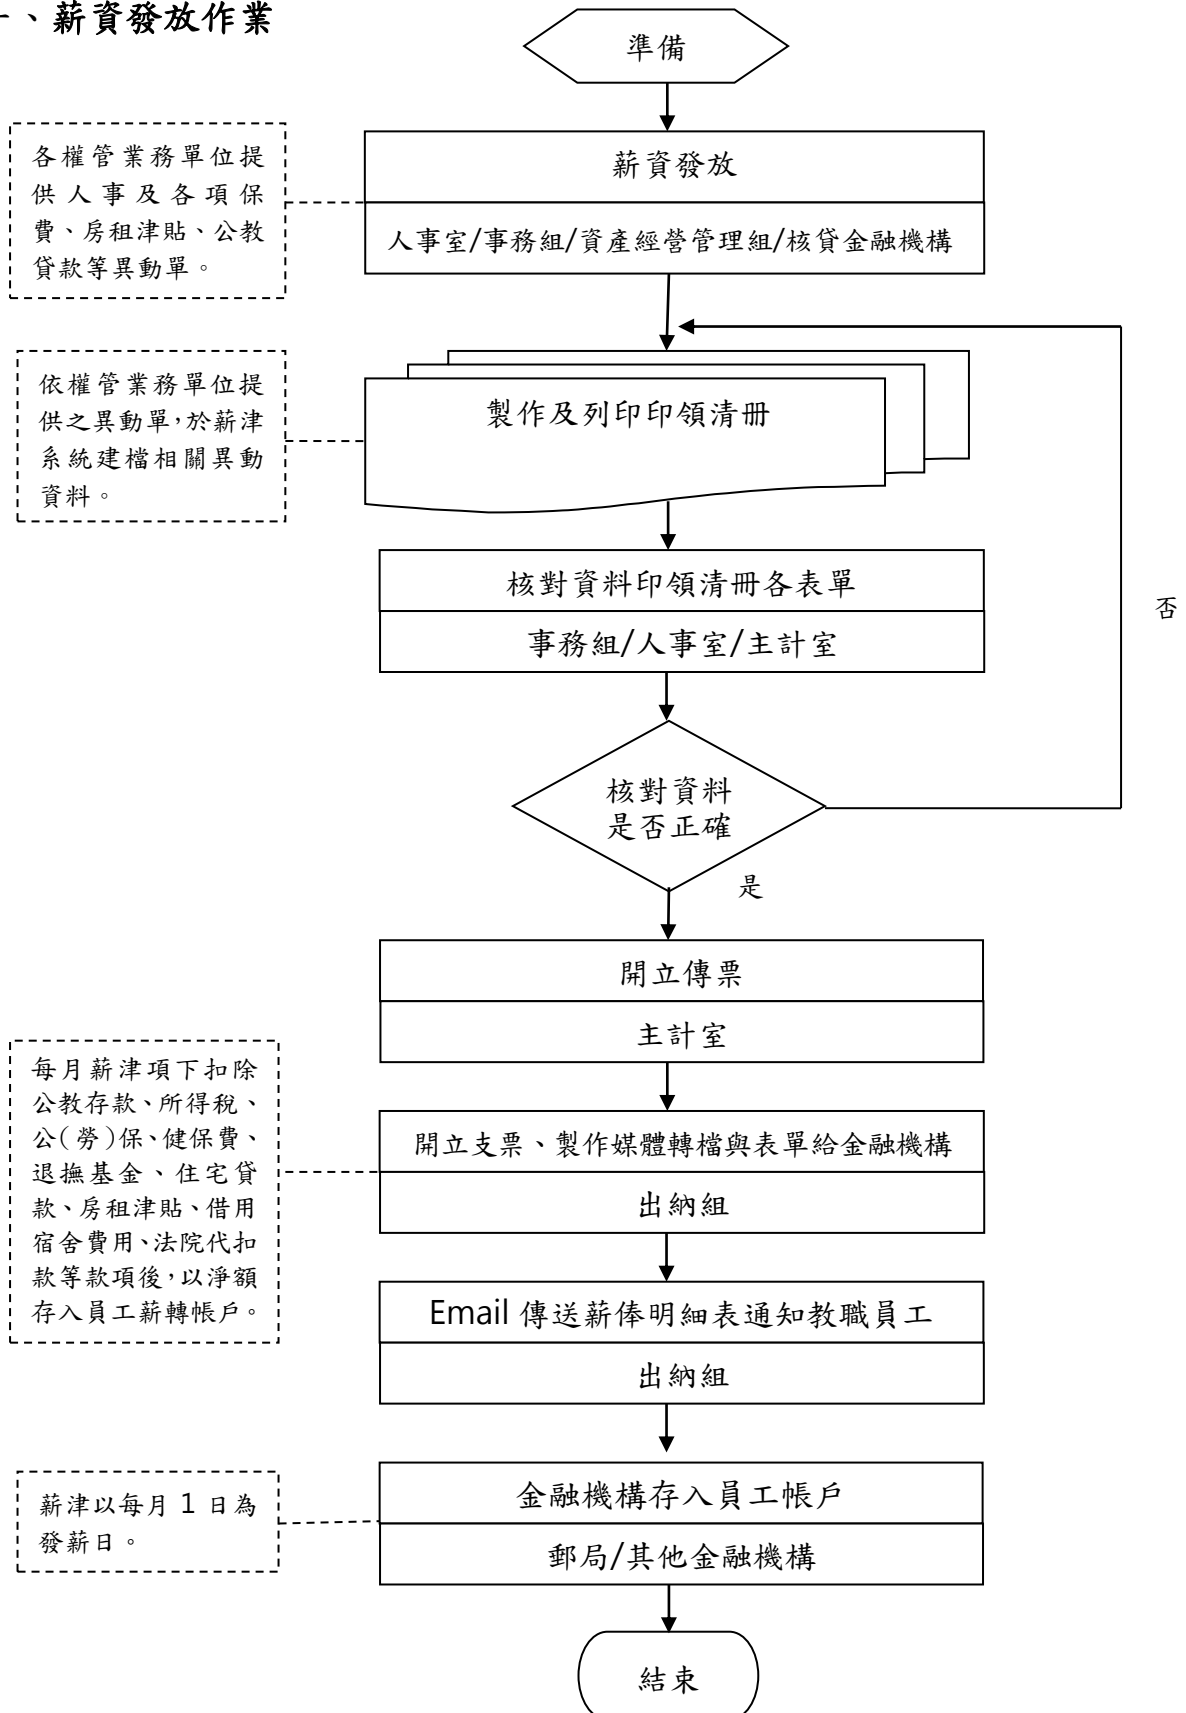 、薪資發放作業
準備
各權管業務單位提
供人事及各項保
費、房租津貼、公教
貸款等異動單。
薪資發放
人事室/事務組/資產經營管理組/核貸金融機構
依權管業務單位提
供之異動單,於薪津
系統建檔相關異動
資料。
製作及列印印領清冊
核對資料印領清冊各表單
事務組/人事室/主計室
否
核對資料
是否正確
是
開立傳票
主計室
每月薪津項下扣除
公教存款、所得稅、
公(勞)保、健保費、
退撫基金、住宅貸
款、房租津貼、借用
宿舍費用、法院代扣
款等款項後,以淨額
存入員工薪轉帳戶。
開立支票、製作媒體轉檔與表單給金融機構
出納組
Email 傳送薪俸明細表通知教職員工
出納組
薪津以每月 1 日為
發薪日。
金融機構存入員工帳戶
郵局/其他金融機構
結束